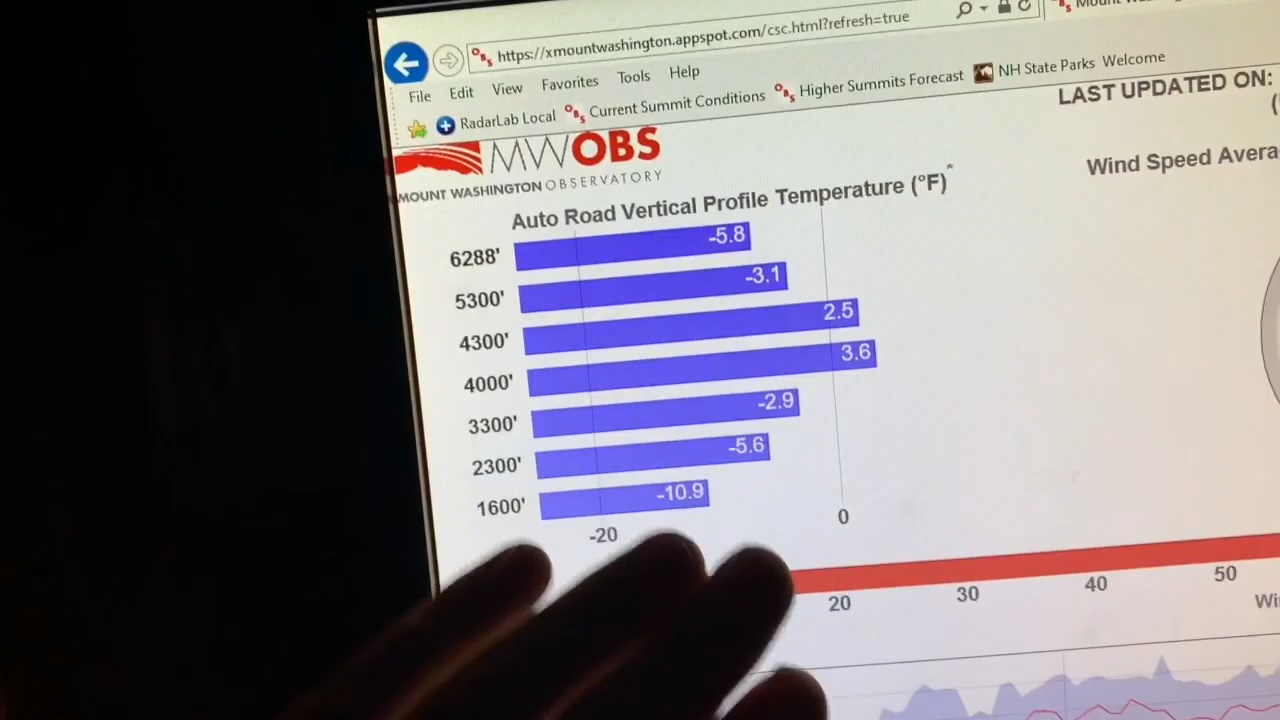 https://xmountwashington.appspot.com/csc.html?refresh=true
File Edit View Favorites Tools Help
RadarLab Local Current Summit Conditions Higher Summits Forecast NH State Parks Welcome
LAST UPDATED ON:
MWOBS
MOUNT WASHINGTON OBSERVATORY
Wind Speed
Auto Road Vertical Profile Temperature (°F)*
6288' -5.8
5300' -3.1
4300' 2.5
4000' 3.6
3300' -2.9
2300' -5.6
1600' -10.9
-20 0
20 30 40 50